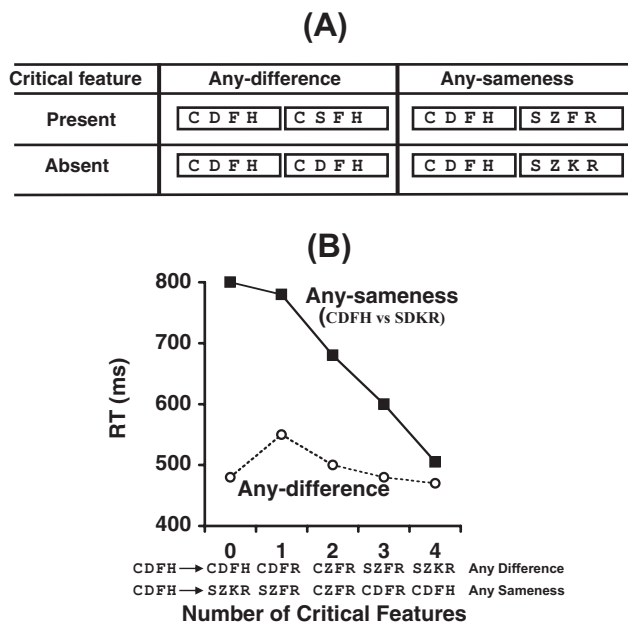 (A)
Critical feature Any-difference Any-sameness
Present C D F H C S F H C D F H S Z F R
Absent C D F H C D F H C D F H S Z K R
(B)
800
700
600
500
400
RT (ms)
Any-sameness
(CDFH vs SDKR)
Any-difference
0 1 2 3 4
CDFH→CDFH CDFR CZFR SZFR SZKR Any Difference
CDFH→SZKR SZFR CZFR CDFR CDFH Any Sameness
Number of Critical Features